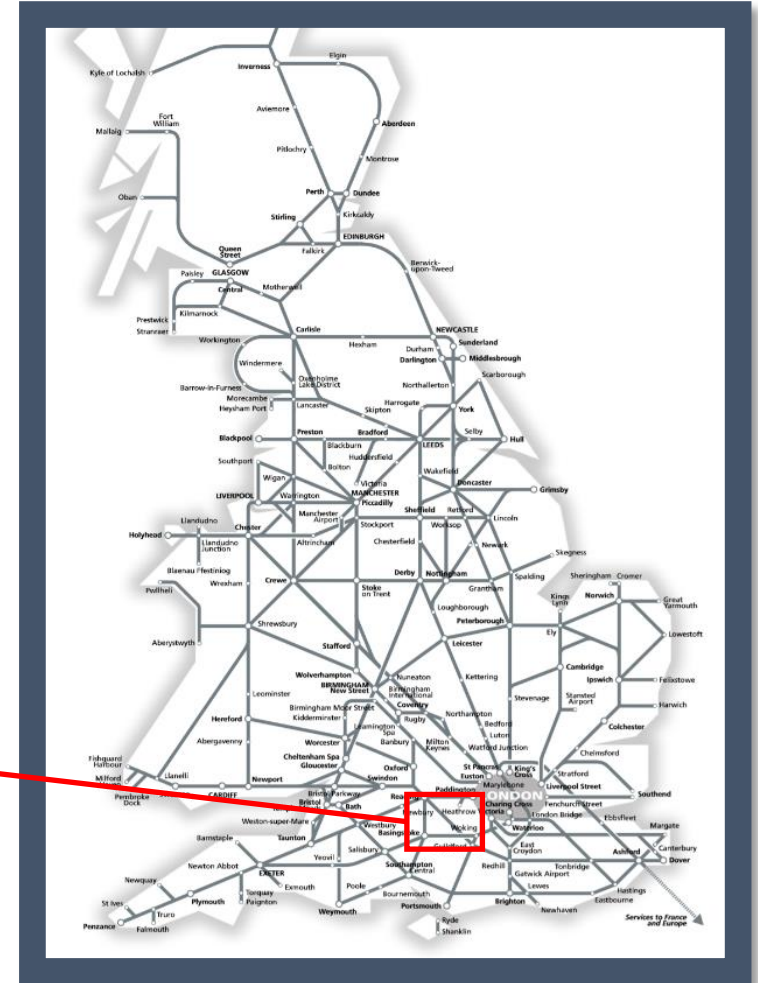 Elgin
Inverness
Kyle of Lochalsh
Aviemore
Fort
William
Mallaig
Aberdeen
Pitlochry
Montrose
Perth
Dundee
Oban
Stirling
Kirkcaldy
EDINBURGH
Queen
Street
Falkirk
Berwick-
upon-Tweed
GLASGOW
Paisley
Central
Motherwell
Prestwick
Kilmarnock
Stranraer
Carlisle
NEWCASTLE
Workington
Hexham
Sunderland
Durham
Darlington
Middlesbrough
Windermere
Scarborough
Oxenholme
Lake District
Barrow-in-Furness
Northallerton
Morecambe
Heysham Port
Lancaster
Harrogate
Skipton
York
Blackpool
Preston
Bradford
LEEDS
Selby
Hull
Blackburn
Huddersfield
Southport
Bolton
Wakefield
Wigan
Victoria
MANCHESTER
Piccadilly
Doncaster
Grimsby
LIVERPOOL
Warrington
Manchester
Airport
Sheffield
Retford
Llandudno
Stockport
Worksop
Lincoln
Holyhead
Chester
Llandudno
Junction
Altrincham
Chesterfield
Newark
Skegness
Blaenau Ffestiniog
Wrexham
Crewe
Derby
Nottingham
Spalding
Sheringham
Cromer
Pwllheli
Stoke
on Trent
Grantham
Kings
Lynn
Norwich
Great
Yarmouth
Loughborough
Shrewsbury
Peterborough
Ely
Lowestoft
Aberystwyth
Stafford
Leicester
Wolverhampton
Nuneaton
Kettering
Cambridge
BIRMINGHAM
New Street
Birmingham
International
Ipswich
Felixstowe
Leominster
Coventry
Stevenage
Stansted
Airport
Birmingham Moor Street
Northampton
Harwich
Hereford
Kidderminster
Rugby
Bedford
Colchester
Leamington
Spa
Luton
Abergavenny
Worcester
Banbury
Milton
Keynes
Watford Junction
Chelmsford
Cheltenham Spa
Gloucester
Fishguard
Harbour
Oxford
St Pancras
King's
Cross
Euston
Stratford
Milford
Llanelli
Newport
Swindon
Marylebone
Liverpool Street
Pembroke
Dock
CARDIFF
Bristol Parkway
Paddington
LONDON
Southend
Bristol
Bath
Charing Cross
Fenchurch Street
Heathrow
London Bridge
Ebbsfleet
Weston-super-Mare
Westbury
Basingstoke
Woking
Waterloo
Margate
Barnstaple
Taunton
East
Croydon
Canterbury
Salisbury
Yeovil
Redhill
Tonbridge
Ashford
Dover
Newton Abbot
Southampton
Central
Gatwick Airport
EXETER
Newquay
Exmouth
Poole
Lewes
Hastings
Torquay
Paignton
Bournemouth
Eastbourne
St Ives
Plymouth
Weymouth
Portsmouth
Brighton
Newhaven
Truro
Penzance
Falmouth
Ryde
Shanklin
Services to France
and Europe